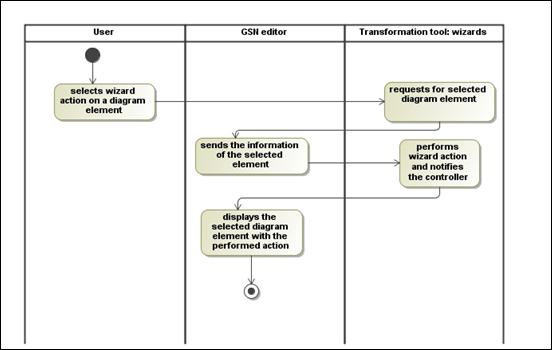 User
GSN editor
Transformation tool: wizards
selects wizard
action on a diagram
element
requests for selected
diagram element
sends the information
of the selected
element
performs
wizard action
and notifies
the controller
displays the
selected diagram
element with the
performed action